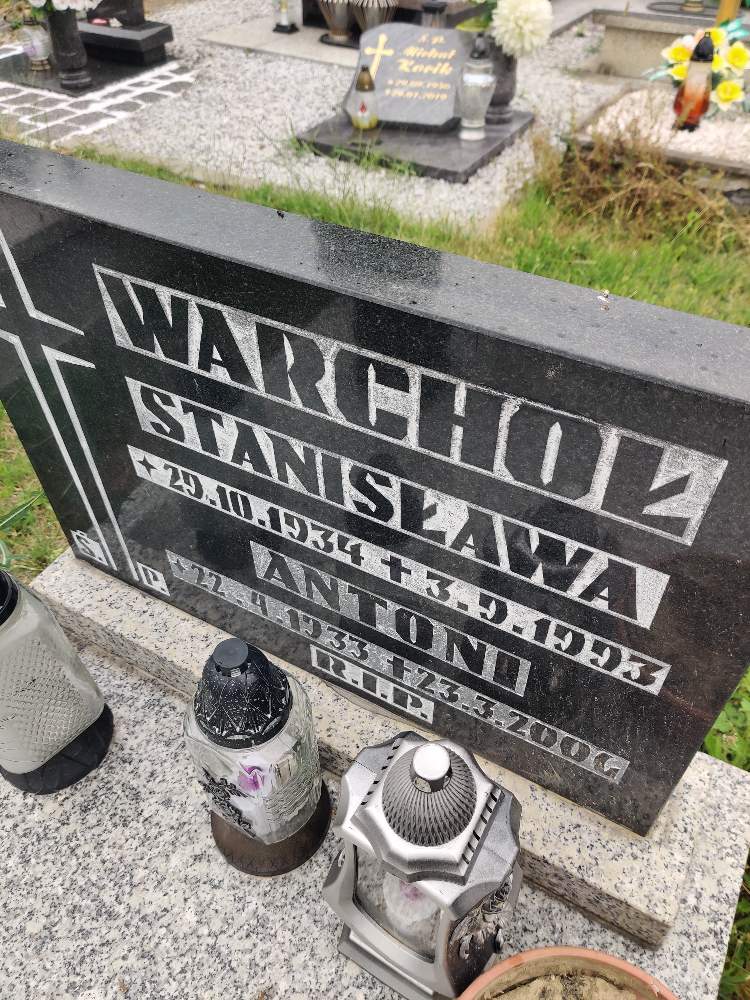 WARCHOŁ
STANISŁAWA
✦ 29.10.1934 + 3.9.1993
ANTONI
✦ 22.4.1933 + 23.3.2006
R.I.P.
Ś. P.